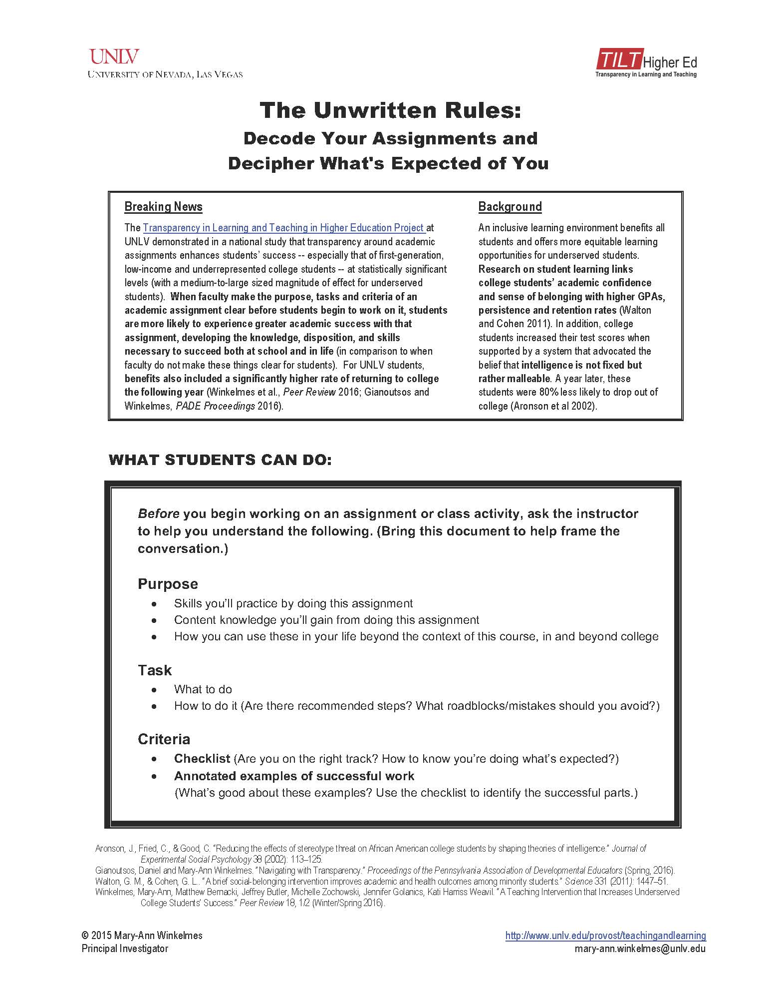 UNLV
UNIVERSITY OF NEVADA, LAS VEGAS
TILT Higher Ed
Transparency in Learning and Teaching
The Unwritten Rules:
Decode Your Assignments and
Decipher What's Expected of You
Breaking News
The Transparency in Learning and Teaching in Higher Education Project at
UNLV demonstrated in a national study that transparency around academic
assignments enhances students’ success -- especially that of first-generation,
low-income and underrepresented college students -- at statistically significant
levels (with a medium-to-large sized magnitude of effect for underserved
students).  When faculty make the purpose, tasks and criteria of an
academic assignment clear before students begin to work on it, students
are more likely to experience greater academic success with that
assignment, developing the knowledge, disposition, and skills
necessary to succeed both at school and in life (in comparison to when
faculty do not make these things clear for students).  For UNLV students,
benefits also included a significantly higher rate of returning to college
the following year (Winkelmes et al., Peer Review 2016; Gianoutsos and
Winkelmes, PADE Proceedings 2016).
Background
An inclusive learning environment benefits all
students and offers more equitable learning
opportunities for underserved students.
Research on student learning links
college students’ academic confidence
and sense of belonging with higher GPAs,
persistence and retention rates (Walton
and Cohen 2011). In addition, college
students increased their test scores when
supported by a system that advocated the
belief that intelligence is not fixed but
rather malleable. A year later, these
students were 80% less likely to drop out of
college (Aronson et al 2002).
WHAT STUDENTS CAN DO:
Before you begin working on an assignment or class activity, ask the instructor
to help you understand the following. (Bring this document to help frame the
conversation.)
Purpose
• Skills you’ll practice by doing this assignment
• Content knowledge you’ll gain from doing this assignment
• How you can use these in your life beyond the context of this course, in and beyond college
Task
• What to do
• How to do it (Are there recommended steps? What roadblocks/mistakes should you avoid?)
Criteria
• Checklist (Are you on the right track? How to know you’re doing what’s expected?)
• Annotated examples of successful work
(What’s good about these examples? Use the checklist to identify the successful parts.)
Aronson, J., Fried, C., & Good, C. “Reducing the effects of stereotype threat on African American college students by shaping theories of intelligence.” Journal of
Experimental Social Psychology 38 (2002): 113–125.
Gianoutsos, Daniel and Mary-Ann Winkelmes. “Navigating with Transparency.” Proceedings of the Pennsylvania Association of Developmental Educators (Spring, 2016).
Walton, G. M., & Cohen, G. L.. “A brief social-belonging intervention improves academic and health outcomes among minority students.” Science 331 (2011): 1447–51.
Winkelmes, Mary-Ann, Matthew Bernacki, Jeffrey Butler, Michelle Zochowski, Jennifer Golanics, Kati Harriss Weavil. “A Teaching Intervention that Increases Underserved
College Students’ Success.” Peer Review 18, 1/2 (Winter/Spring 2016).
© 2015 Mary-Ann Winkelmes
Principal Investigator
http://www.unlv.edu/provost/teachingandlearning
mary-ann.winkelmes@unlv.edu